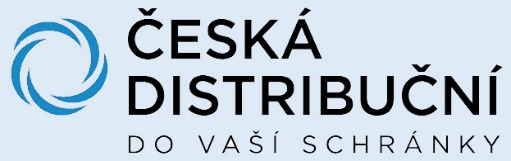 ČESKÁ
DISTRIBUČNÍ
DO VAŠÍ SCHRÁNKY